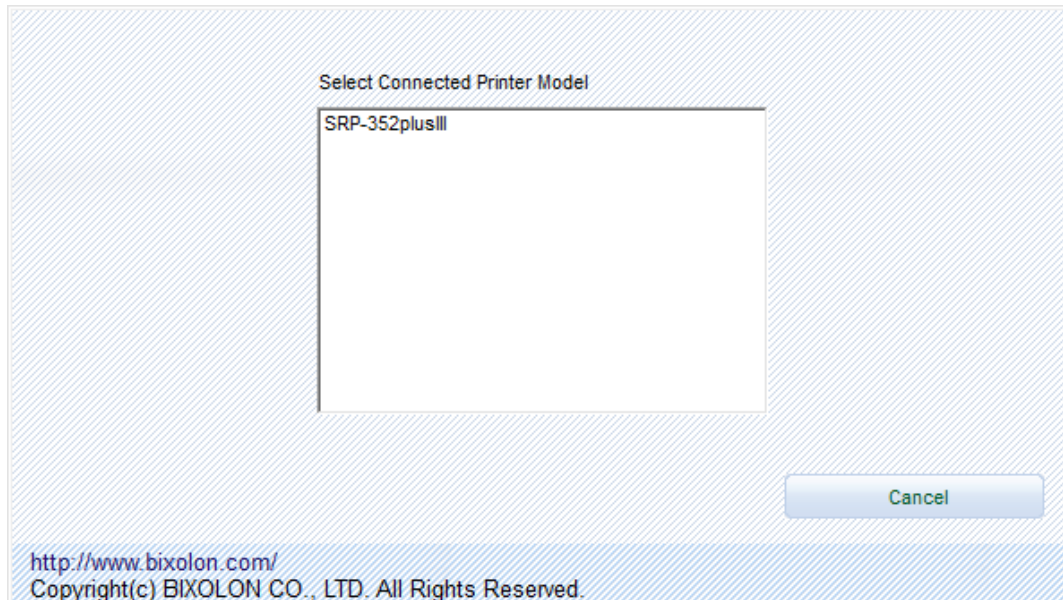 Select Connected Printer Model
SRP-352plusIII
Cancel
http://www.bixolon.com/
Copyright(c) BIXOLON CO., LTD. All Rights Reserved.